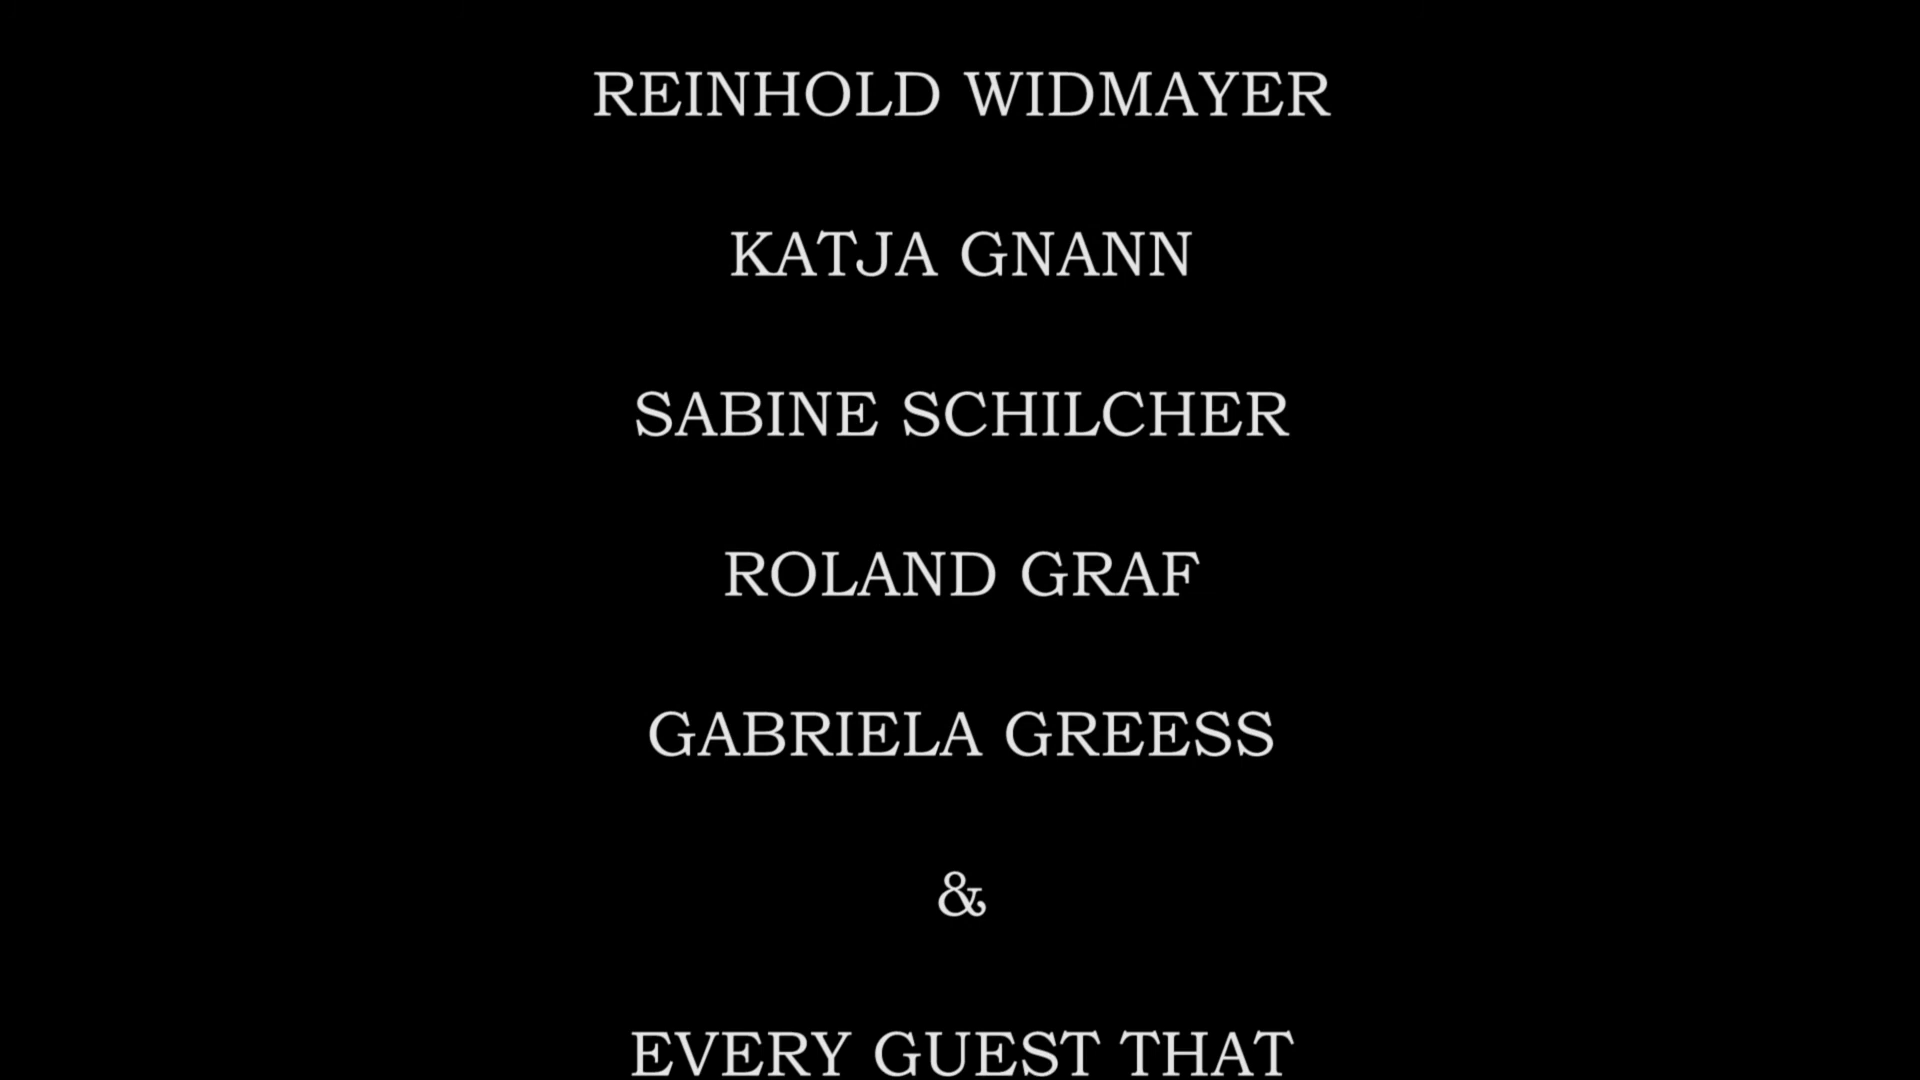 REINHOLD WIDMAYER
KATJA GNANN
SABINE SCHILCHER
ROLAND GRAF
GABRIELA GREESS
&
EVERY GUEST THAT